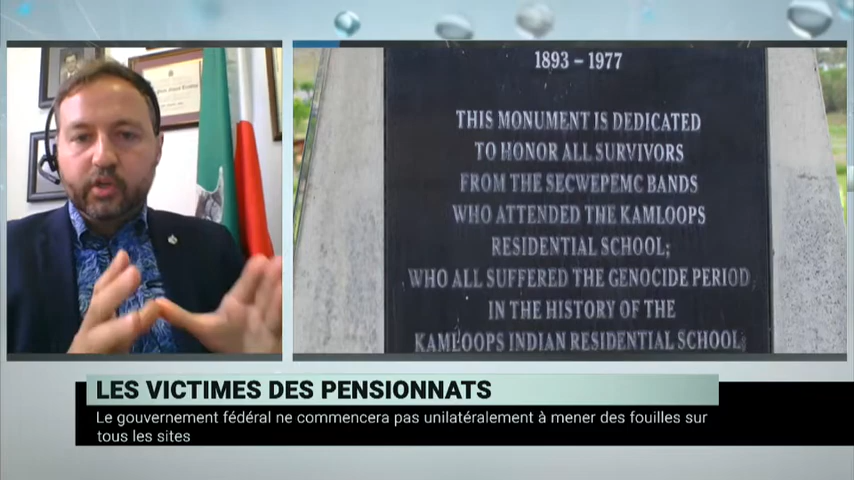 1893 – 1977
THIS MONUMENT IS DEDICATED
TO HONOR ALL SURVIVORS
FROM THE SECWEPEMC BANDS
WHO ATTENDED THE KAMLOOPS
RESIDENTIAL SCHOOL;
WHO ALL SUFFERED THE GENOCIDE PERIOD
IN THE HISTORY OF THE
KAMLOOPS INDIAN RESIDENTIAL SCHOOL;
LES VICTIMES DES PENSIONNATS
Le gouvernement fédéral ne commencera pas unilatéralement à mener des fouilles sur
tous les sites